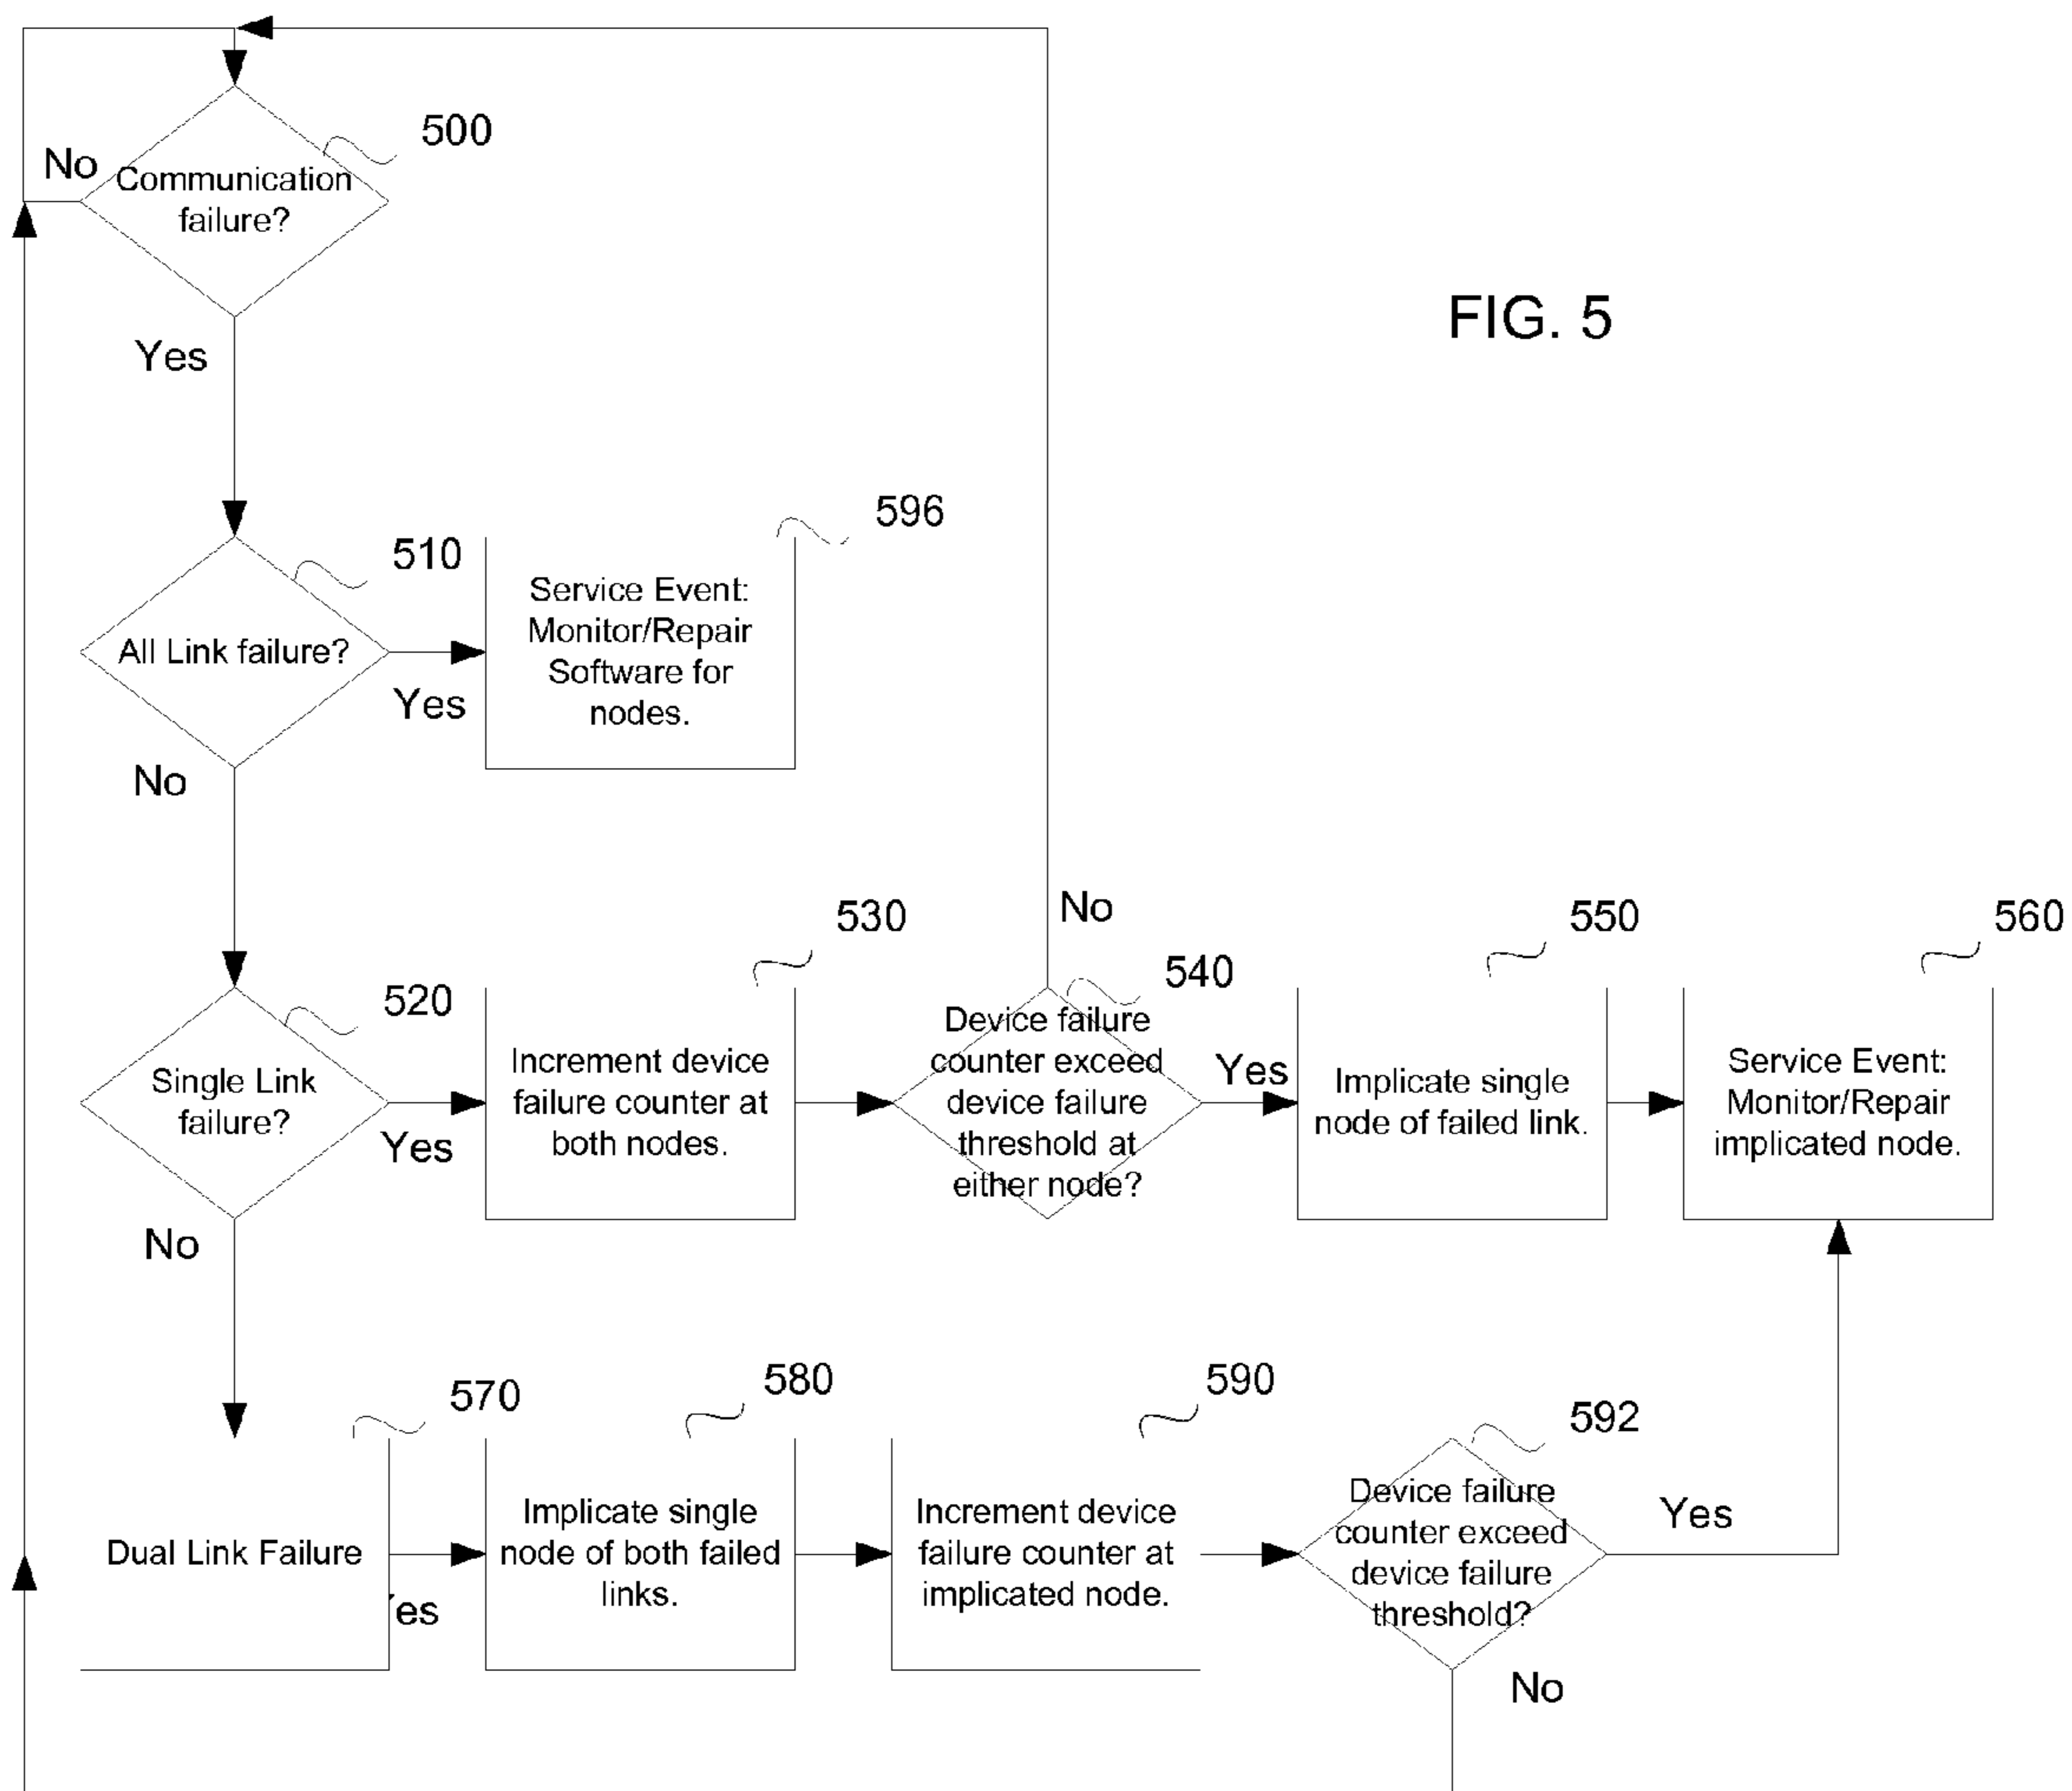 500
No
Communication
failure?
FIG. 5
Yes
596
510
Service Event:
Monitor/Repair
Software for
nodes.
All Link failure?
Yes
No
530
No
550
560
540
520
Device failure
counter exceed
device failure
threshold at
either node?
Single Link
failure?
Increment device
failure counter at
both nodes.
Yes
Implicate single
node of failed link.
Service Event:
Monitor/Repair
implicated node.
Yes
No
570
580
590
592
Dual Link Failure
Implicate single
node of both failed
links.
Increment device
failure counter at
implicated node.
Device failure
counter exceed
device failure
threshold?
Yes
Yes
No